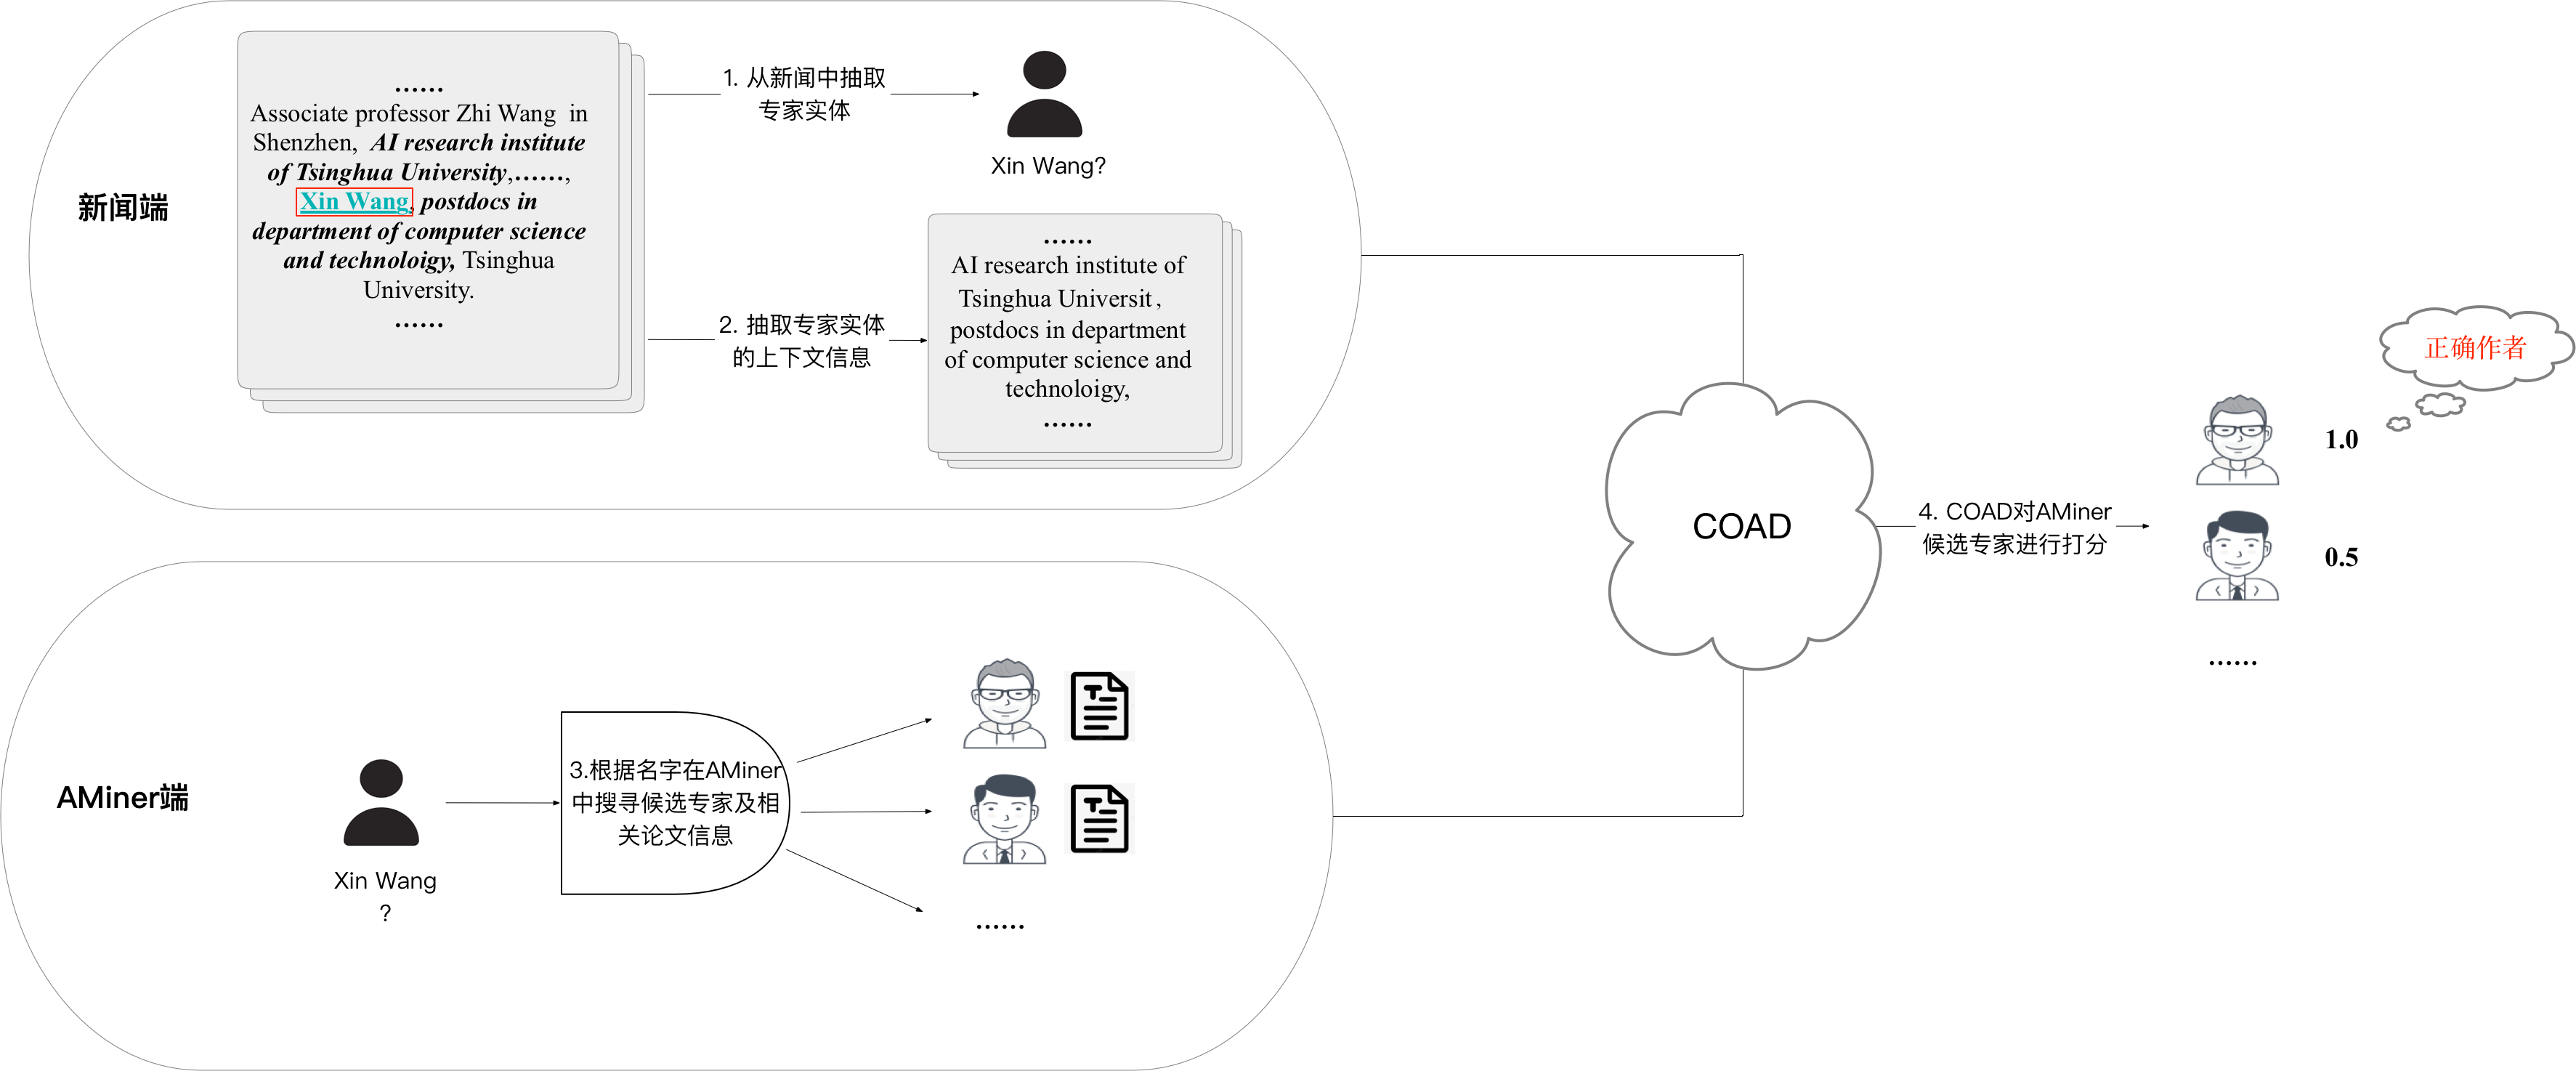 新闻端
……
Associate professor Zhi Wang in
Shenzhen, AI research institute
of Tsinghua University,……,
Xin Wang, postdocs in
department of computer science
and technoloigy, Tsinghua
University.
……
1. 从新闻中抽取
专家实体
Xin Wang?
2. 抽取专家实体
的上下文信息
……
AI research institute of
Tsinghua Universit,
postdocs in department
of computer science and
technoloigy,
……
AMiner端
Xin Wang
?
3.根据名字在AMiner
中搜寻候选专家及相
关论文信息
……
COAD
4. COAD对AMiner
候选专家进行打分
正确作者
1.0
0.5
……